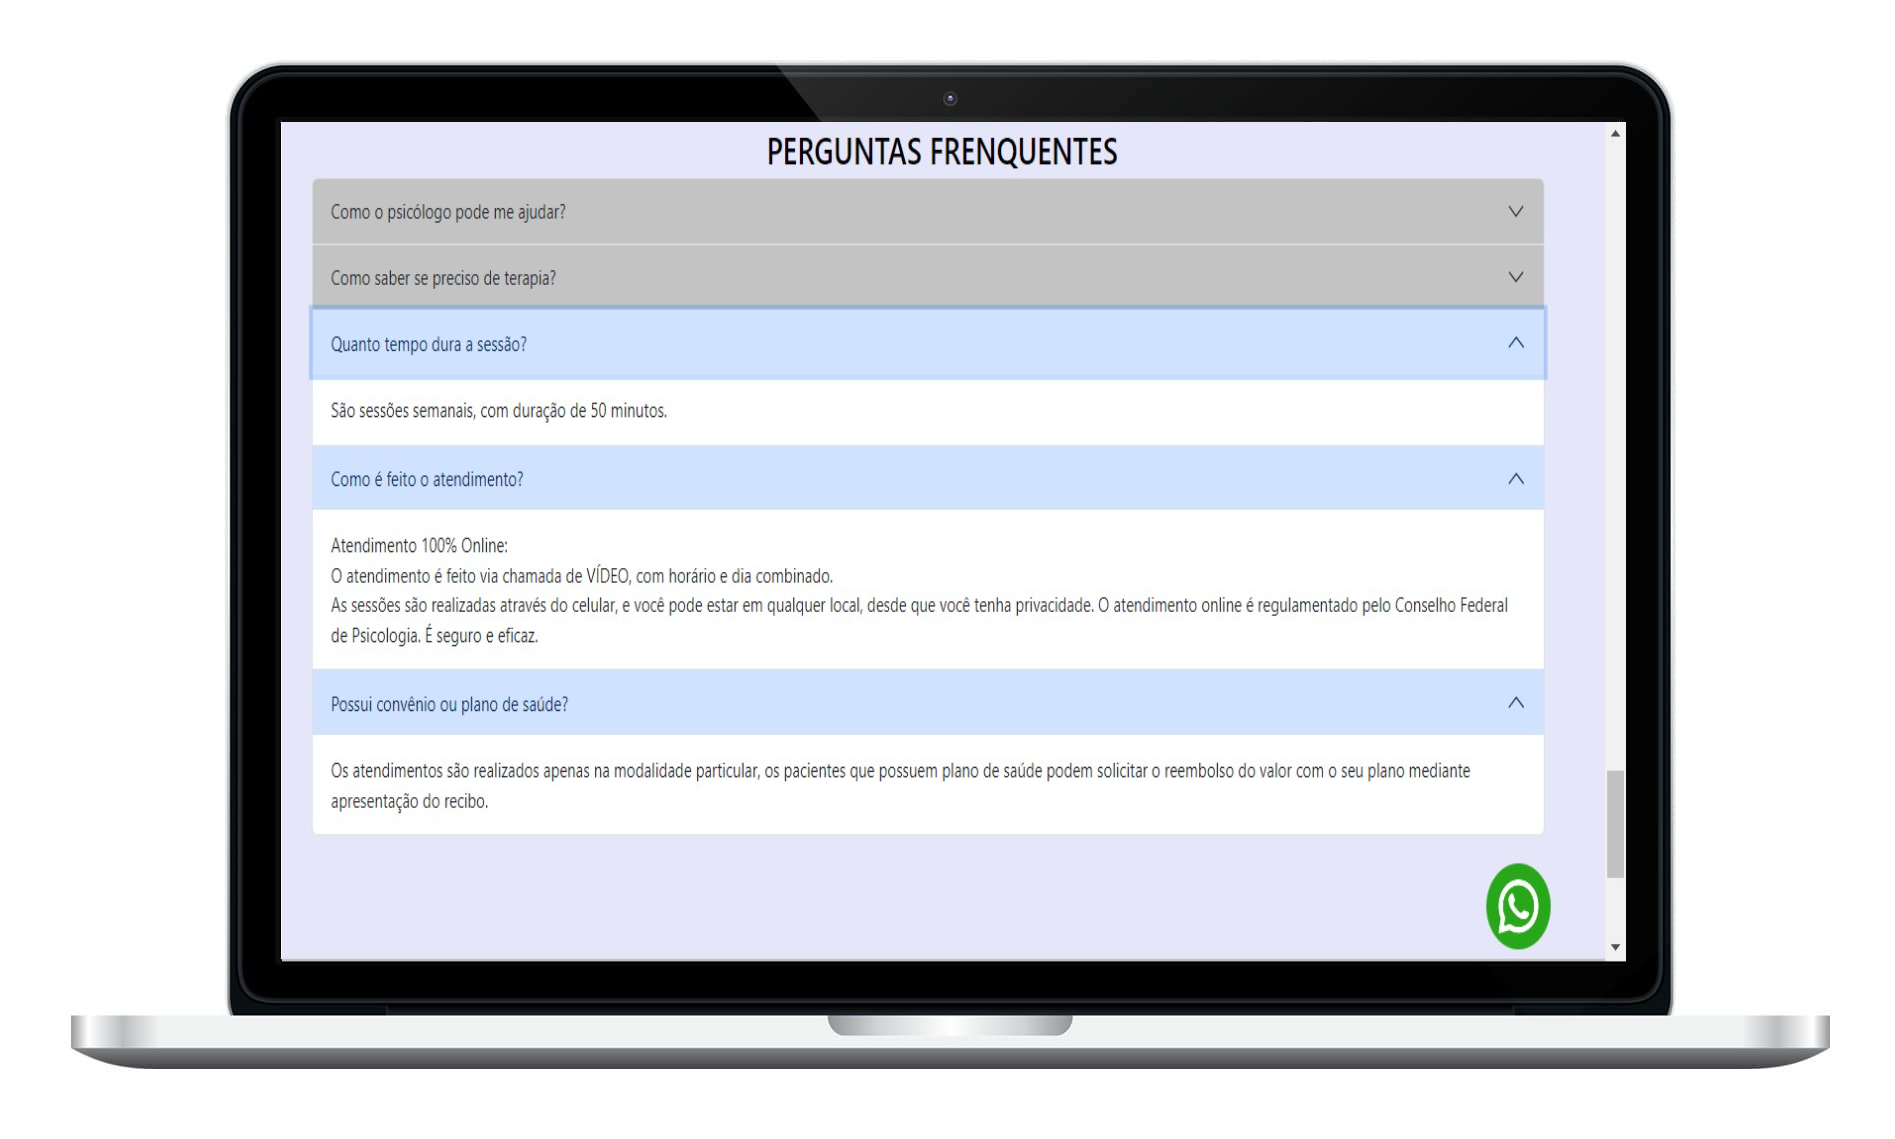 PERGUNTAS FRENQUENTES
Como o psicólogo pode me ajudar?
Como saber se preciso de terapia?
Quanto tempo dura a sessão?
São sessões semanais, com duração de 50 minutos.
Como é feito o atendimento?
Atendimento 100% Online:
O atendimento é feito via chamada de VÍDEO, com horário e dia combinado.
As sessões são realizadas através do celular, e você pode estar em qualquer local, desde que você tenha privacidade. O atendimento online é regulamentado pelo Conselho Federal
de Psicologia. É seguro e eficaz.
Possui convênio ou plano de saúde?
Os atendimentos são realizados apenas na modalidade particular, os pacientes que possuem plano de saúde podem solicitar o reembolso do valor com o seu plano mediante
apresentação do recibo.